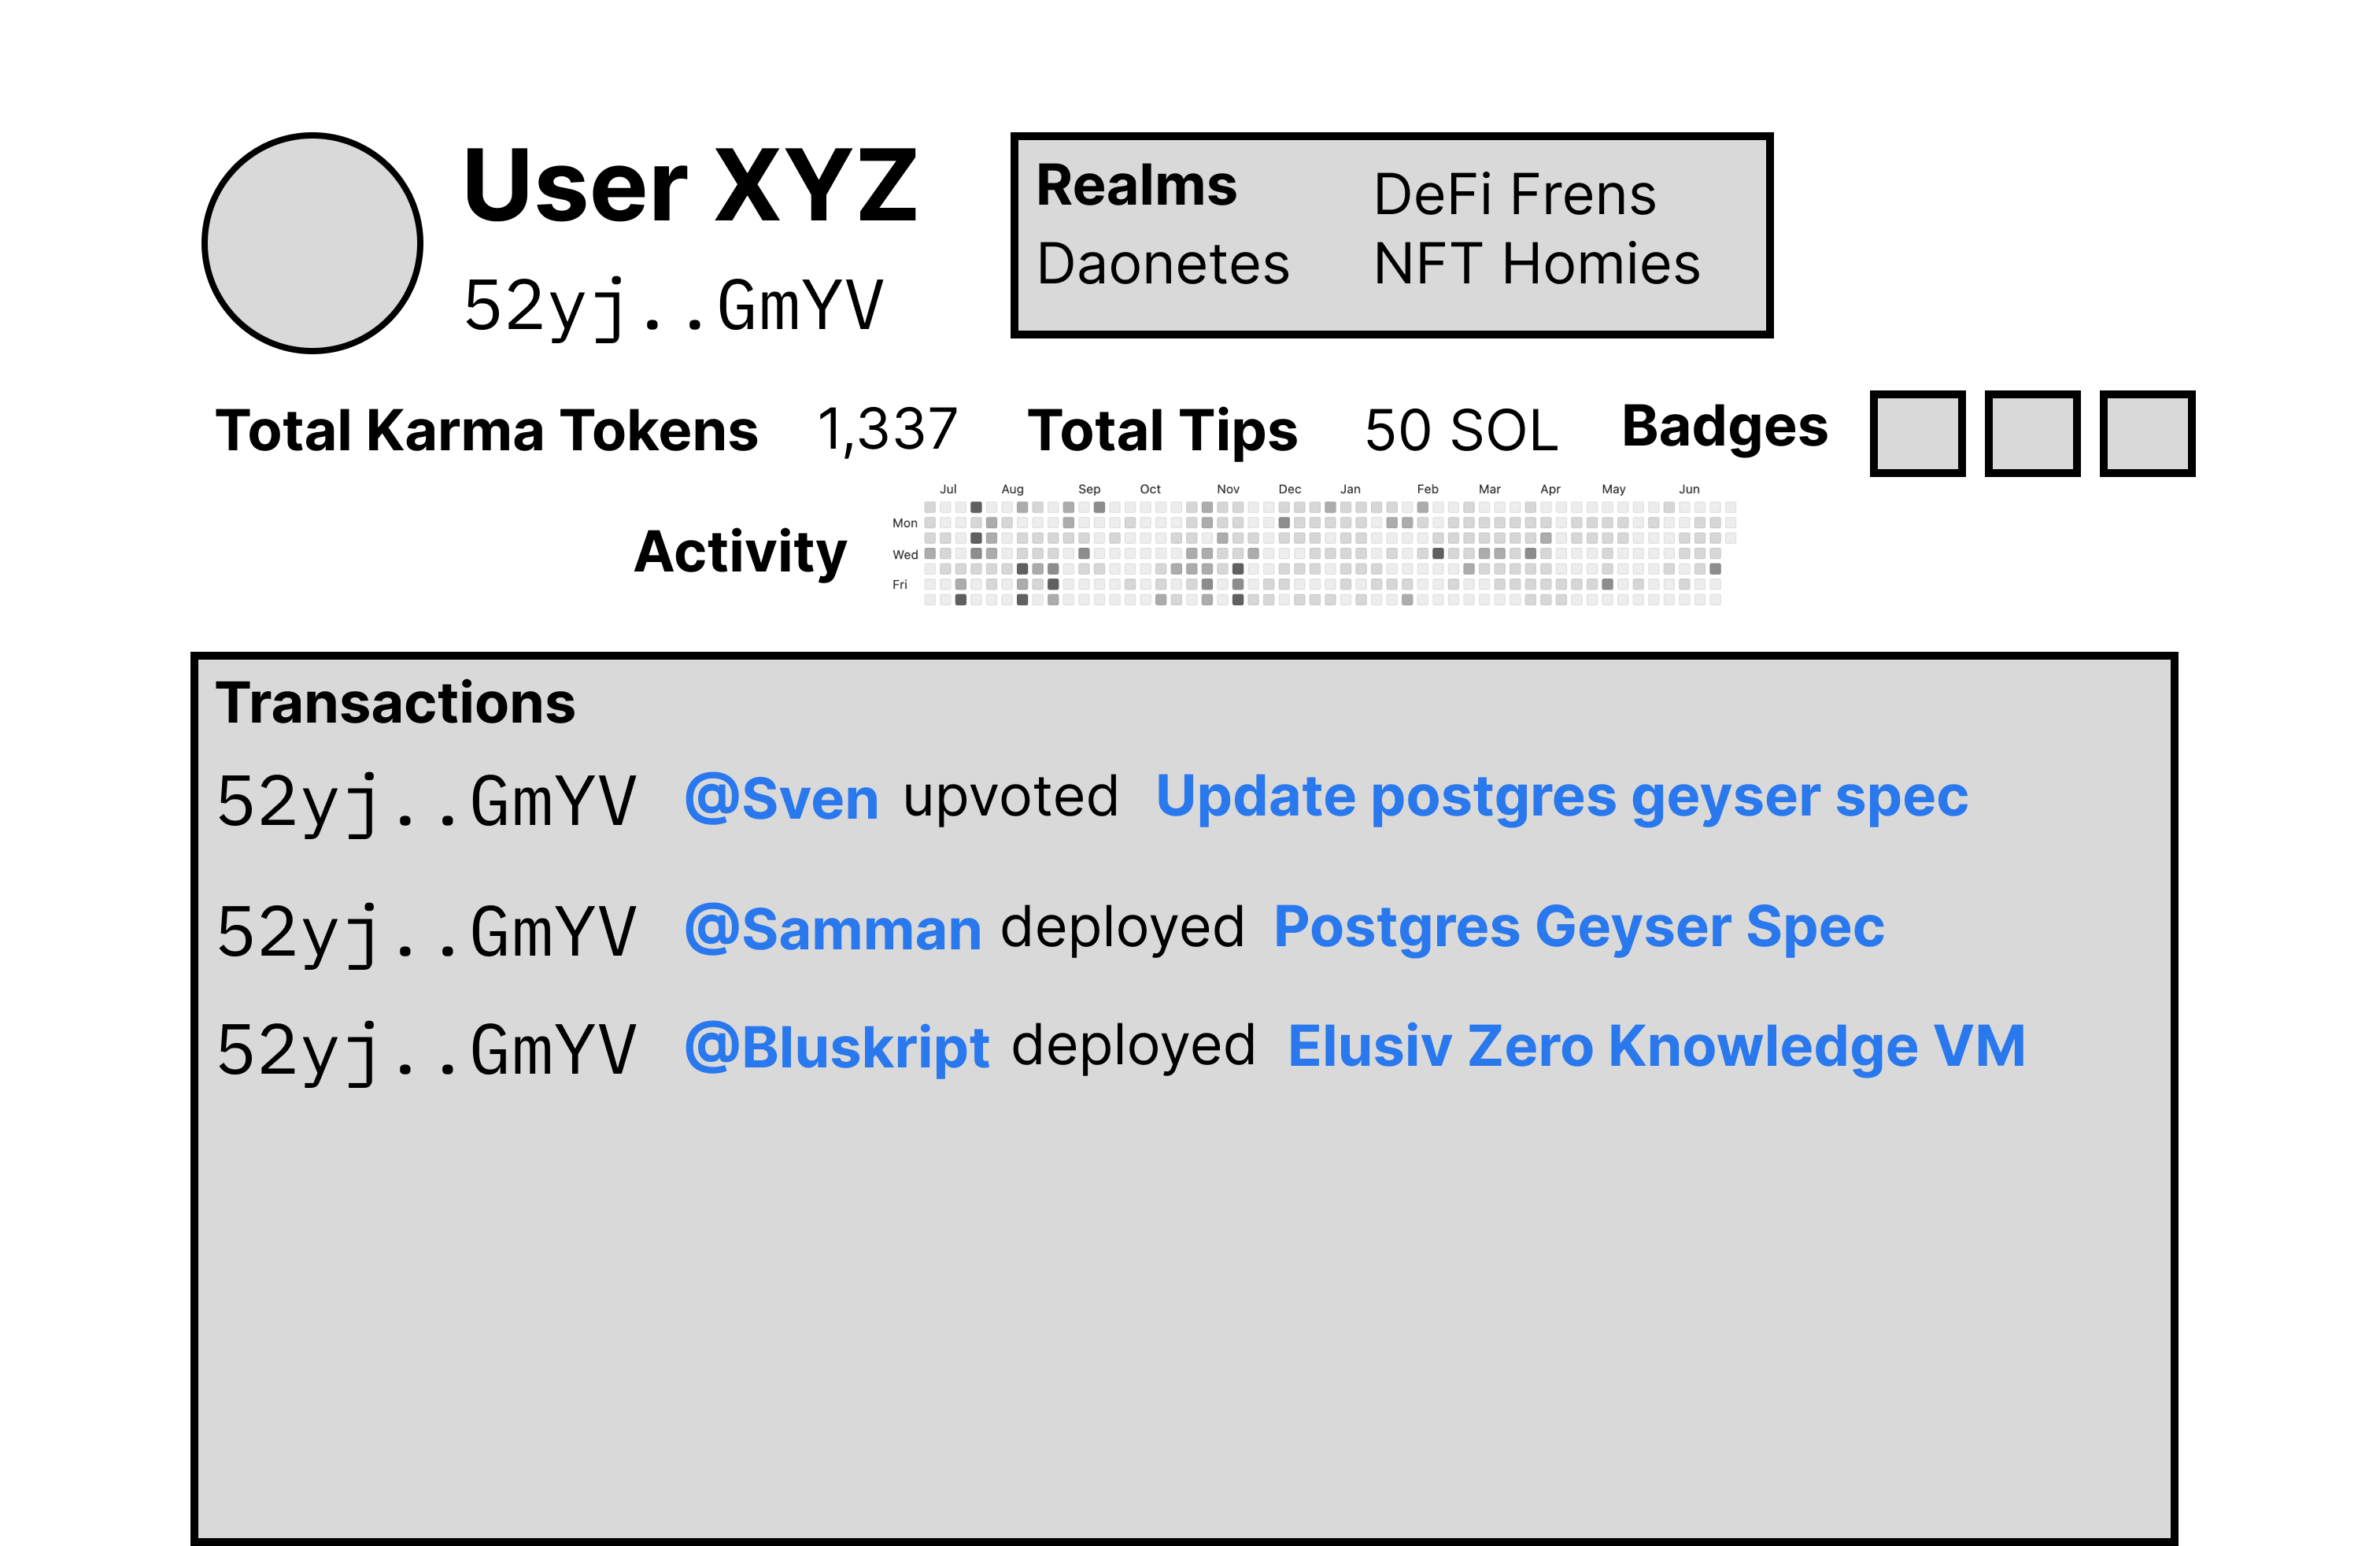 User XYZ
52yj..GmYV
Realms
Daonetes
DeFi Frens
NFT Homies
Total Karma Tokens 1,337 Total Tips 50 SOL Badges
Activity
Jul Aug Sep Oct Nov Dec Jan Feb Mar Apr May Jun
Mon
Wed
Fri
Transactions
52yj..GmYV @Sven upvoted Update postgres geyser spec
52yj..GmYV @Samman deployed Postgres Geyser Spec
52yj..GmYV @Bluskript deployed Elusiv Zero Knowledge VM